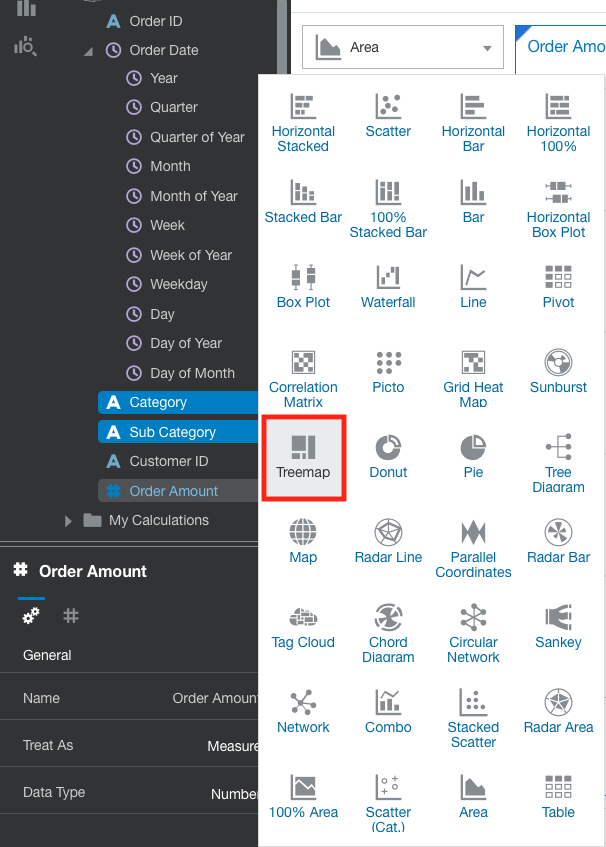 Order ID
Order Date
Year
Quarter
Quarter of Year
Month
Month of Year
Week
Week of Year
Weekday
Day
Day of Year
Day of Month
A Category
A Sub Category
A Customer ID
# Order Amount
My Calculations
# Order Amount
#
General
Name Order Amount
Treat As Measure
Data Type Number
Area
Order Amo
Horizontal
Stacked
Scatter
Horizontal
Bar
Horizontal
100%
Stacked Bar
100%
Stacked Bar
Bar
Horizontal
Box Plot
Box Plot
Waterfall
Line
Pivot
Correlation
Matrix
Picto
Grid Heat
Map
Sunburst
Treemap
Donut
Pie
Tree
Diagram
Map
Radar Line
Parallel
Coordinates
Radar Bar
Tag Cloud
Chord
Diagram
Circular
Network
Sankey
Network
Combo
Stacked
Scatter
Radar Area
100% Area
Scatter
(Cat.)
Area
Table